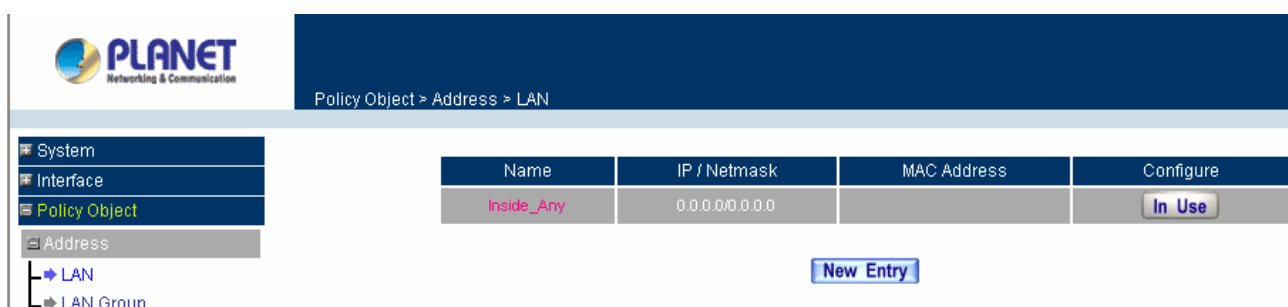 PLANET
Networking & Communication
Policy Object > Address > LAN
System
Interface
Policy Object
Address
LAN
LAN Group
Name IP / Netmask MAC Address Configure
Inside_Any 0.0.0.0/0.0.0.0 In Use
New Entry